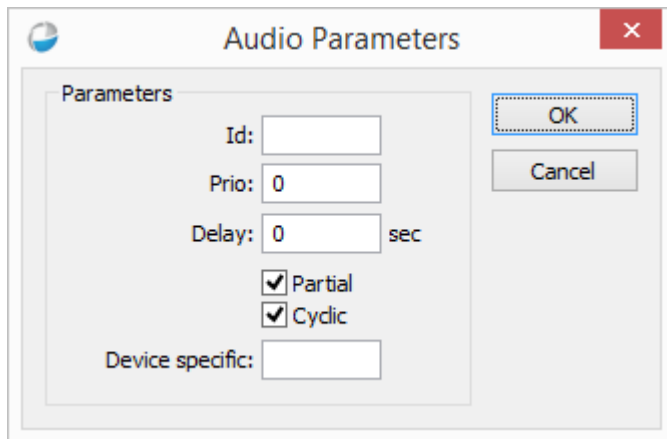 Audio Parameters
Parameters
Id:
Prio: 0
Delay: 0 sec
Partial
Cyclic
Device specific:
OK
Cancel